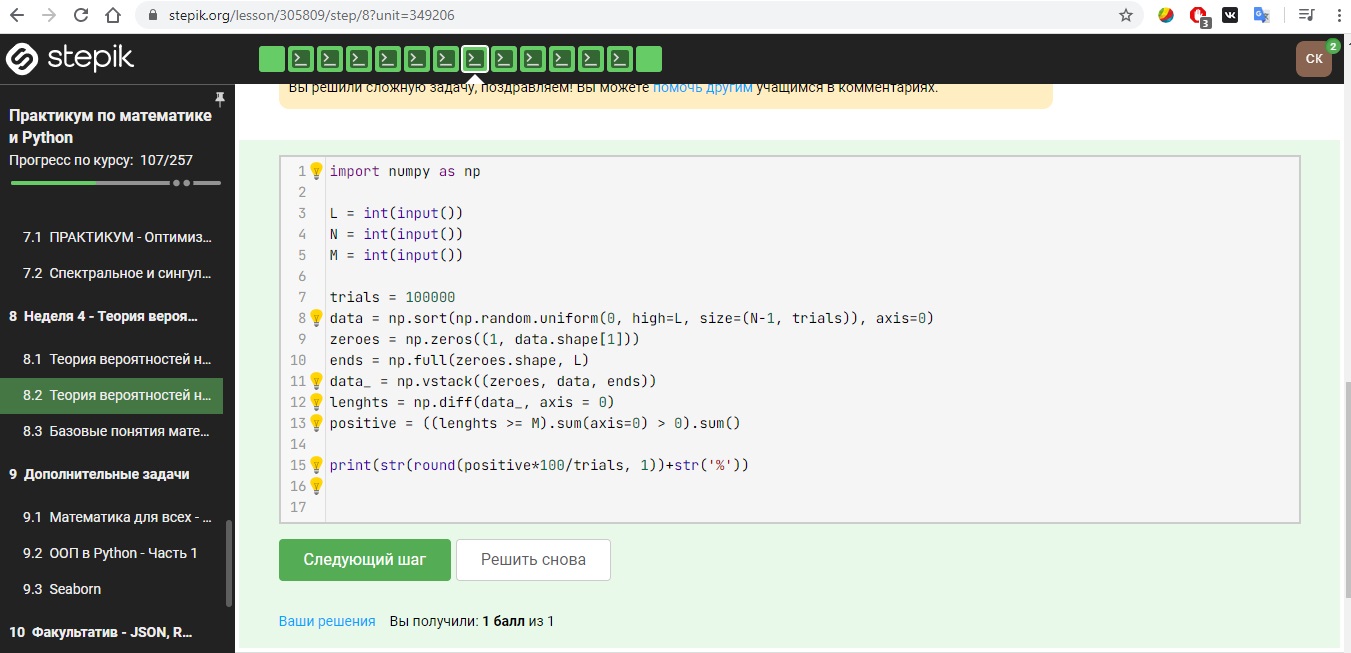 stepik.org/lesson/305809/step/8?unit=349206
3
stepik
СК
2
Практикум по математике
и Python
Прогресс по курсу: 107/257
7.1 ПРАКТИКУМ - Оптимиз...
7.2 Спектральное и сингул...
8 Неделя 4 - Теория вероя...
8.1 Теория вероятностей н...
8.2 Теория вероятностей н...
8.3 Базовые понятия мате...
9 Дополнительные задачи
9.1 Математика для всех - ...
9.2 ООП в Python - Часть 1
9.3 Seaborn
10 Факультатив - JSON, R...
Вы решили сложную задачу, поздравляем! Вы можете помочь другим учащимся в комментариях.
1 import numpy as np
2
3 L = int(input())
4 N = int(input())
5 M = int(input())
6
7 trials = 100000
8 data = np.sort(np.random.uniform(0, high=L, size=(N-1, trials)), axis=0)
9 zeroes = np.zeros((1, data.shape[1]))
10 ends = np.full(zeroes.shape, L)
11 data_ = np.vstack((zeroes, data, ends))
12 lenghts = np.diff(data_, axis = 0)
13 positive = ((lenghts >= M).sum(axis=0) > 0).sum()
14
15 print(str(round(positive*100/trials, 1))+str('%'))
16
17
Следующий шаг
Решить снова
Ваши решения Вы получили: 1 балл из 1